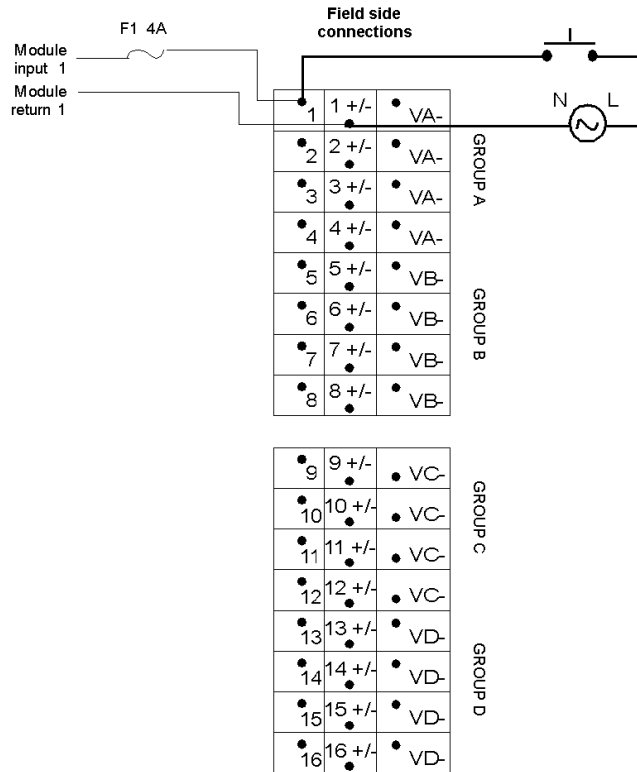 F1 4A
Field side
connections
Module
input 1
Module
return 1
N L
1 1 +/- VA-
2 2 +/- VA-
3 3 +/- VA-
4 4 +/- VA-
GROUP A
5 5 +/- VB-
6 6 +/- VB-
7 7 +/- VB-
8 8 +/- VB-
GROUP B
9 9 +/- VC-
10 10 +/- VC-
11 11 +/- VC-
12 12 +/- VC-
GROUP C
13 13 +/- VD-
14 14 +/- VD-
15 15 +/- VD-
16 16 +/- VD-
GROUP D